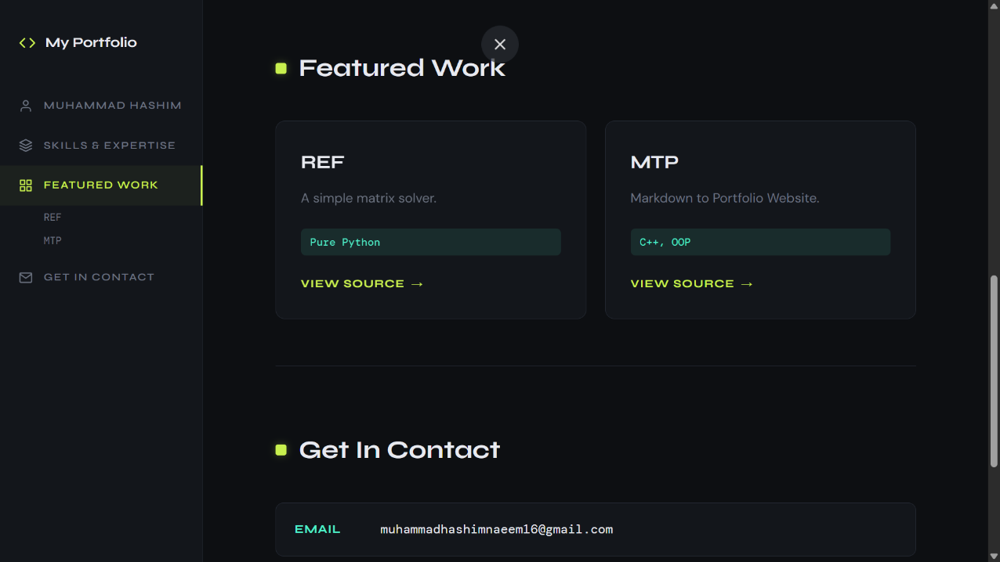 My Portfolio
MUHAMMAD HASHIM
SKILLS & EXPERTISE
FEATURED WORK
REF
MTP
GET IN CONTACT
Featured Work
REF
A simple matrix solver.
Pure Python
VIEW SOURCE →
MTP
Markdown to Portfolio Website.
C++, OOP
VIEW SOURCE →
Get In Contact
EMAIL muhammadhashimnaeem16@gmail.com